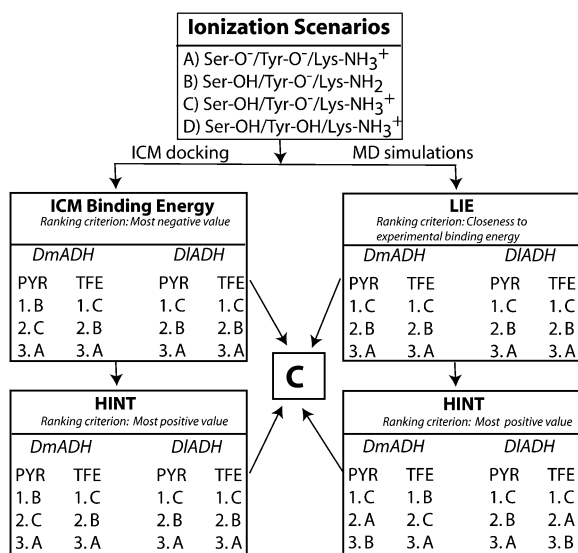 Ionization Scenarios
A) Ser-O⁻/Tyr-O⁻/Lys-NH₃⁺
B) Ser-OH/Tyr-O⁻/Lys-NH₂
C) Ser-OH/Tyr-O⁻/Lys-NH₃⁺
D) Ser-OH/Tyr-OH/Lys-NH₃⁺
ICM docking
MD simulations
ICM Binding Energy
Ranking criterion: Most negative value
DmADH DlADH
PYR TFE PYR TFE
1. B 1. C 1. C 1. C
2. C 2. B 2. B 2. B
3. A 3. A 3. A 3. A
LIE
Ranking criterion: Closeness to
experimental binding energy
DmADH DlADH
PYR TFE PYR TFE
1. C 1. C 1. C 1. C
2. B 2. B 2. B 2. B
3. A 3. A 3. A 3. A
C
HINT
Ranking criterion: Most positive value
DmADH DlADH
PYR TFE PYR TFE
1. B 1. C 1. C 1. C
2. C 2. B 2. B 2. B
3. A 3. A 3. A 3. A
HINT
Ranking criterion: Most positive value
DmADH DlADH
PYR TFE PYR TFE
1. C 1. B 1. C 1. C
2. A 2. C 2. B 2. A
3. B 3. A 3. A 3. B